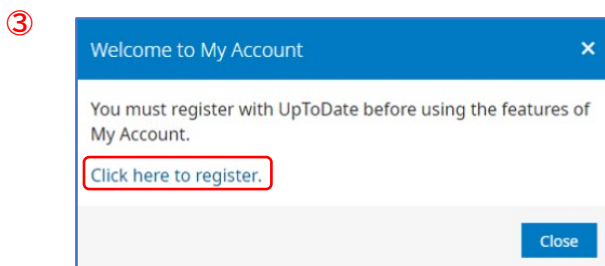 ③
Welcome to My Account ×
You must register with UpToDate before using the features of
My Account.
Click here to register.
Close